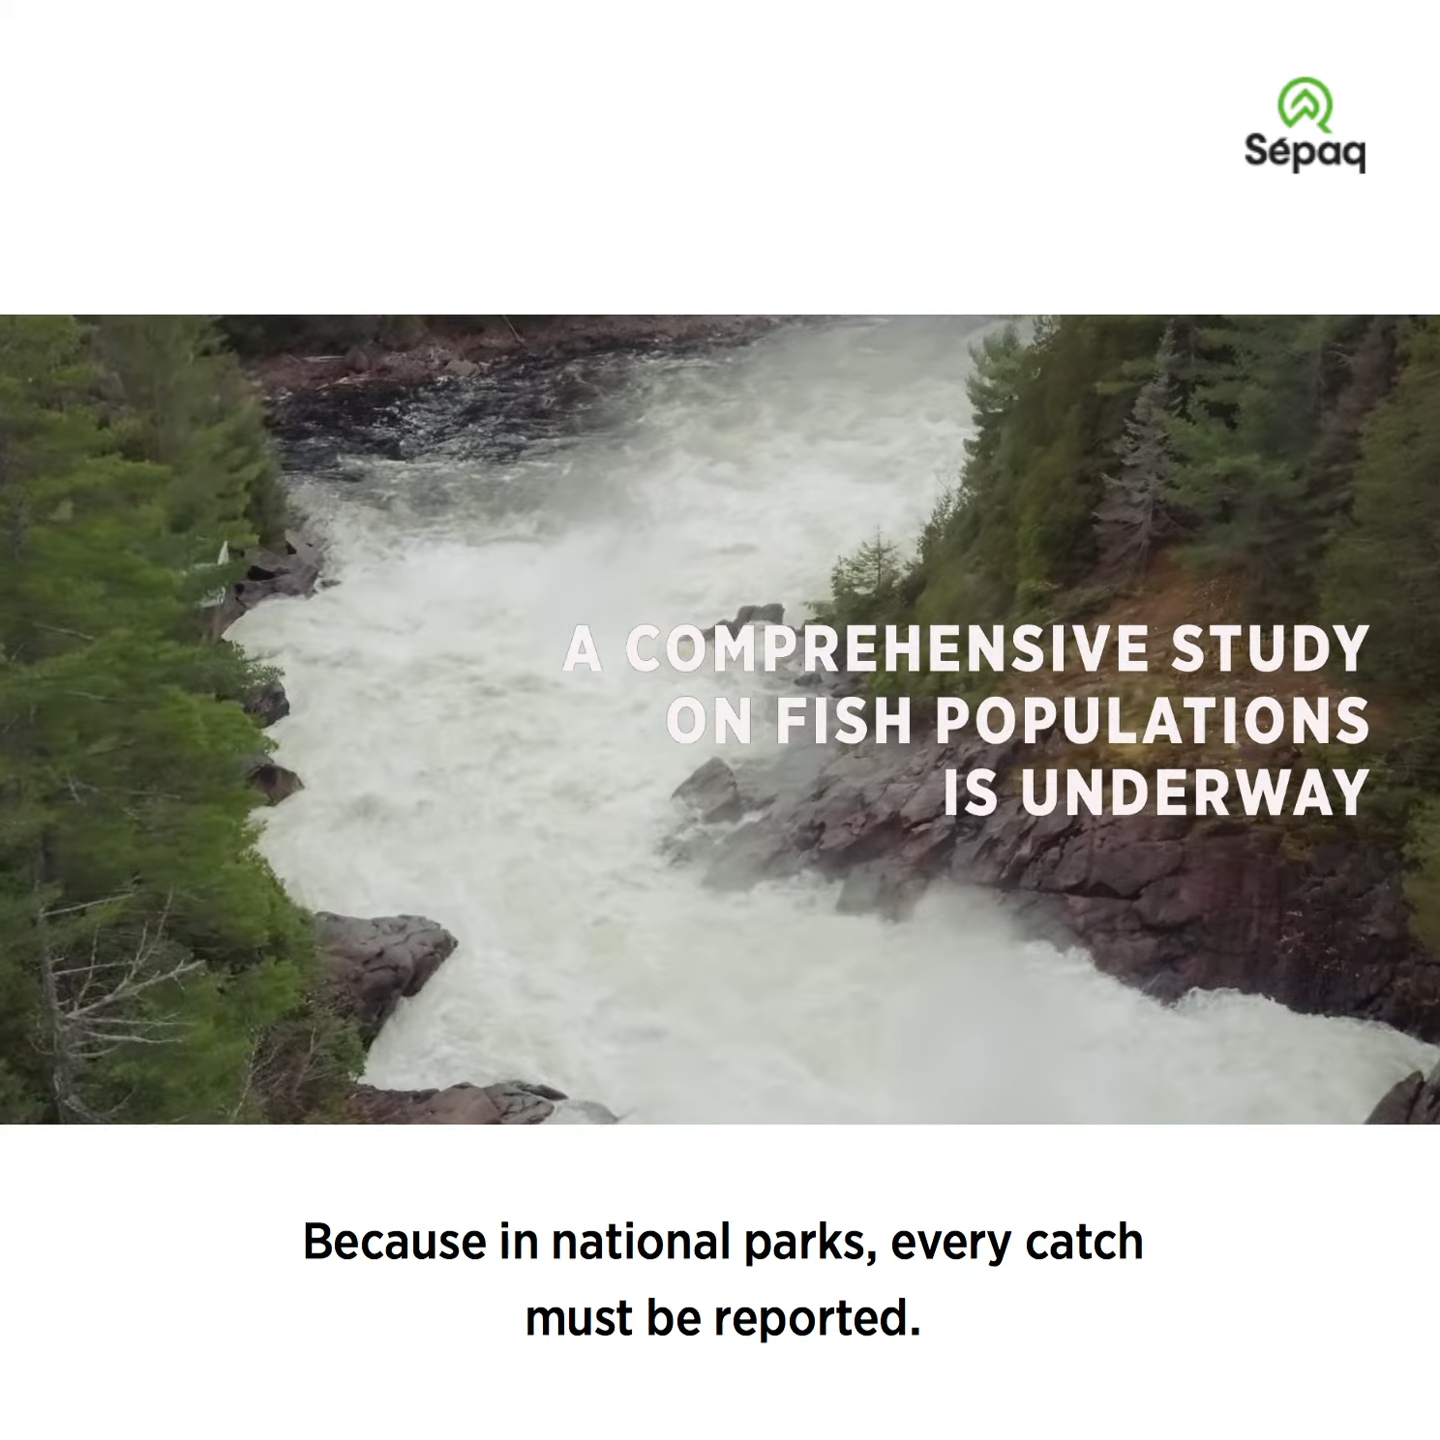 Sépaq
A COMPREHENSIVE STUDY
ON FISH POPULATIONS
IS UNDERWAY
Because in national parks, every catch
must be reported.